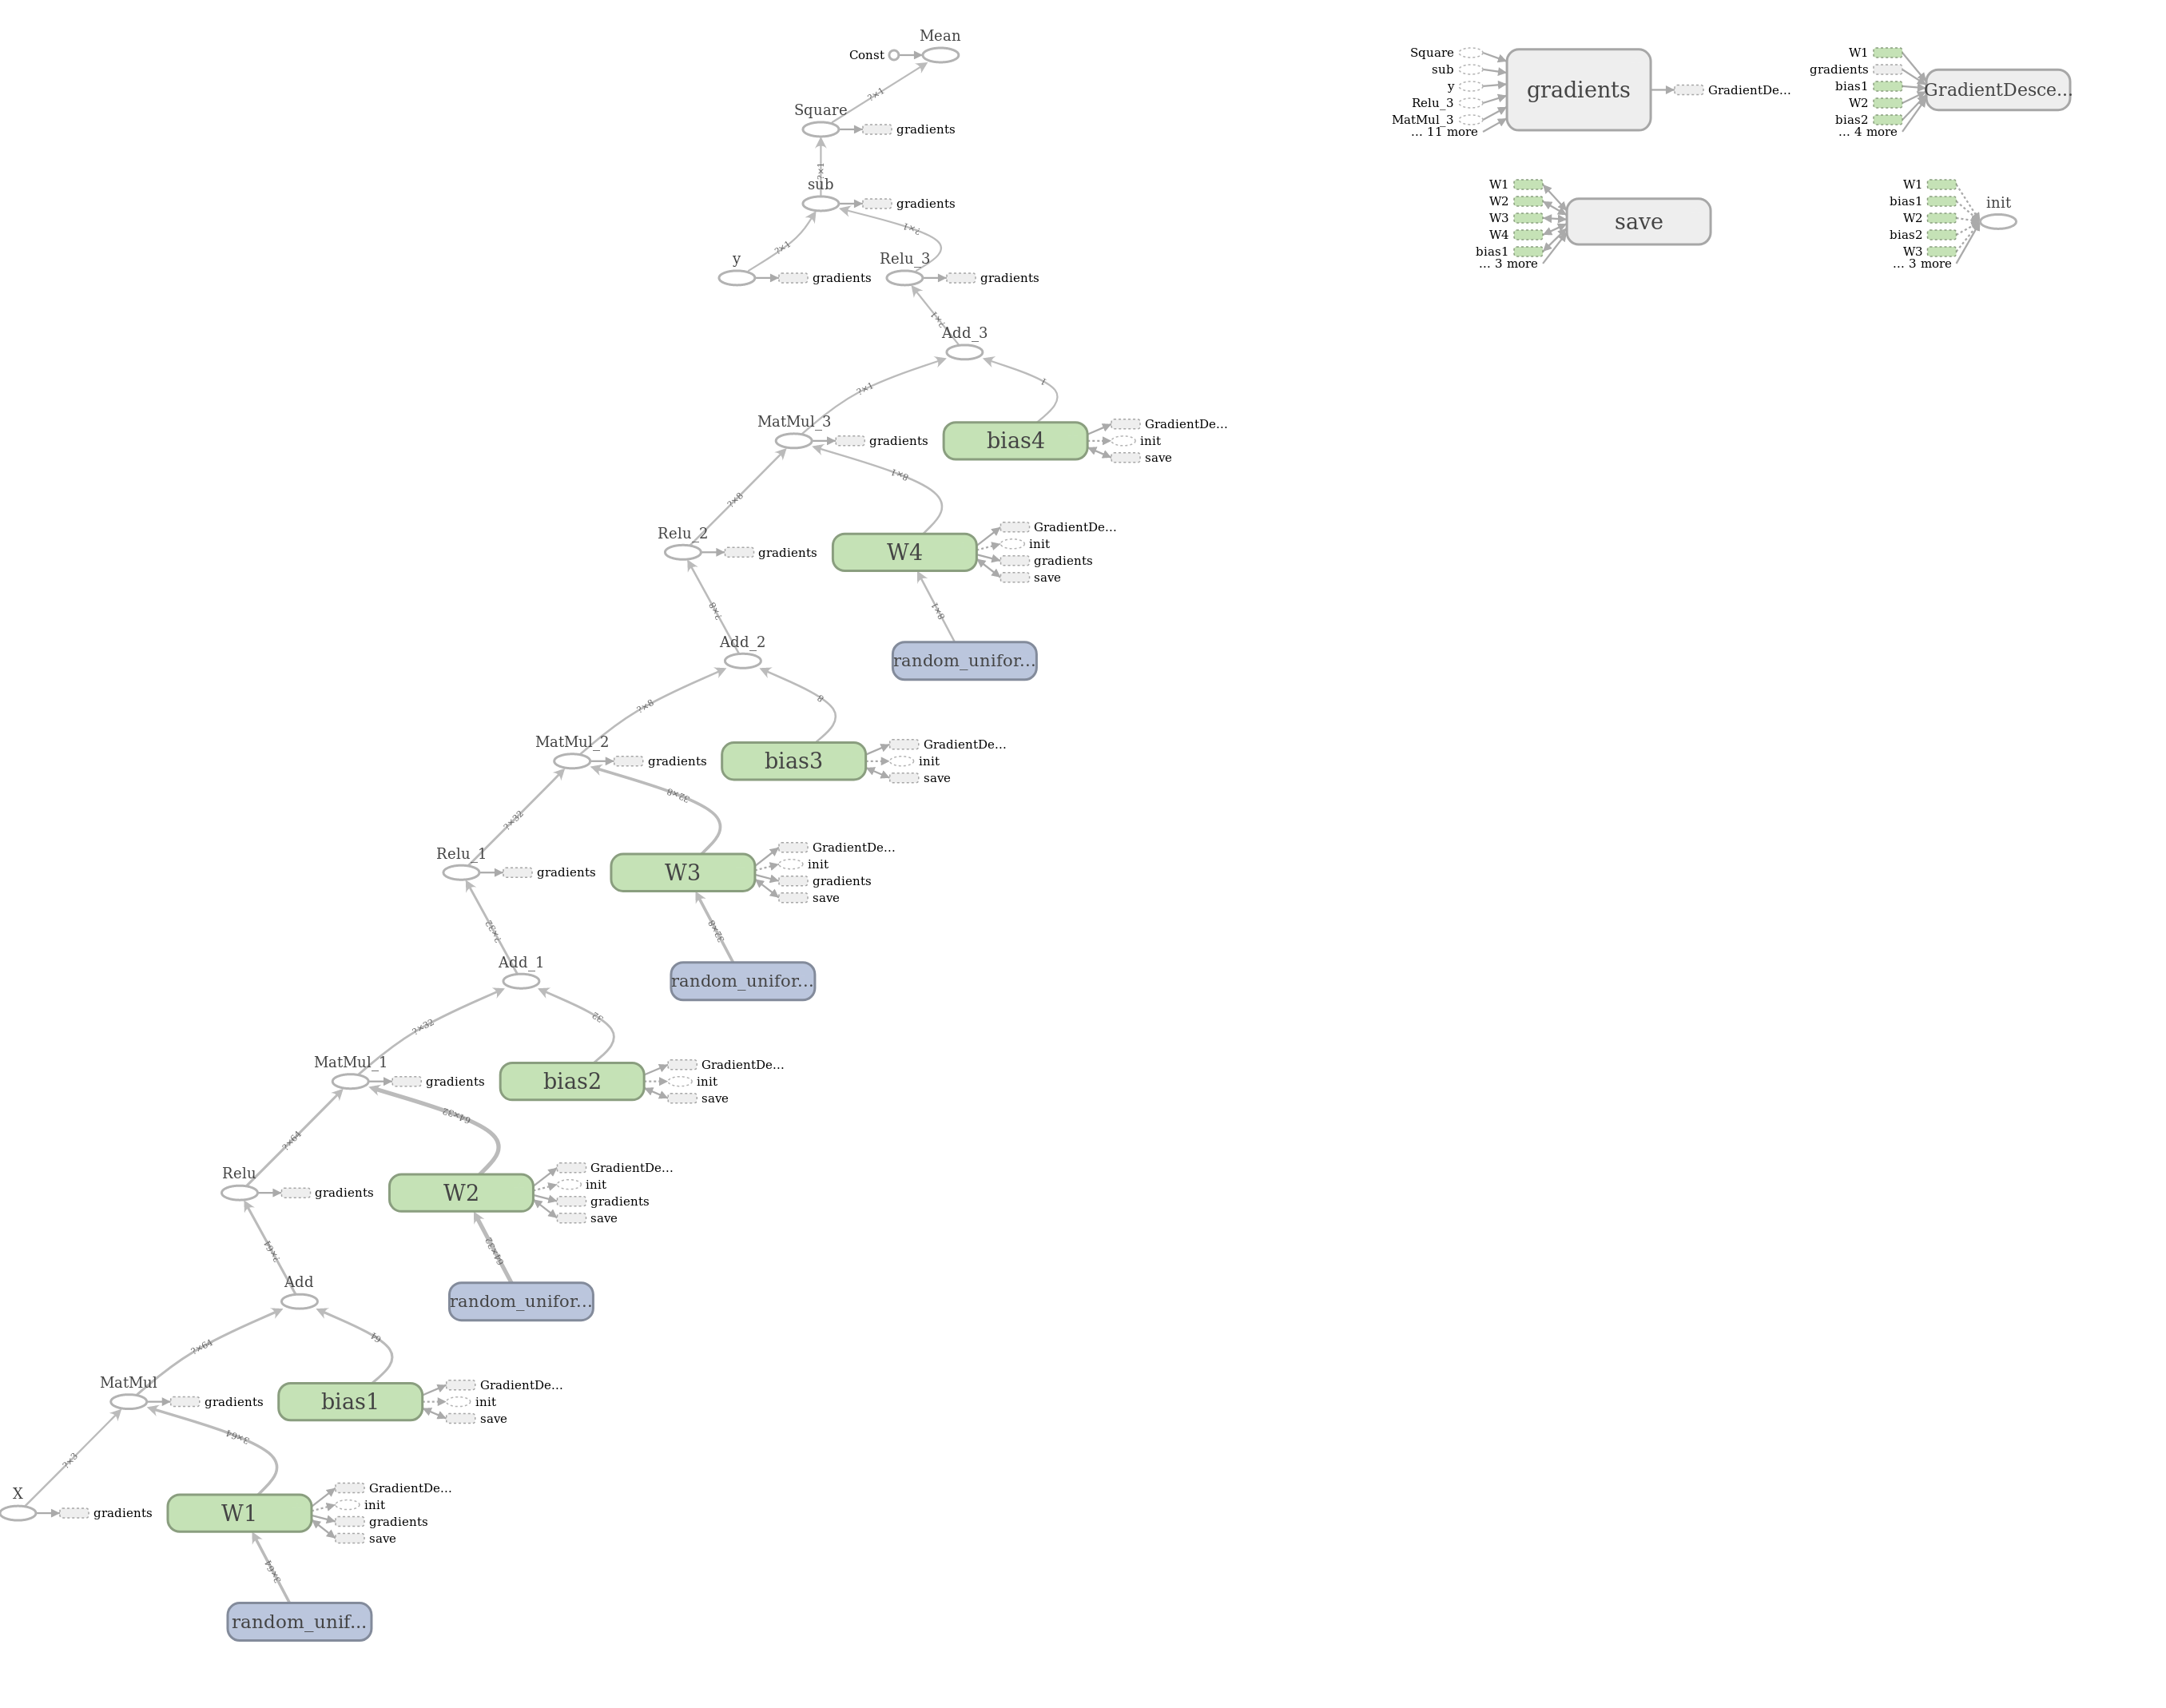 Mean
Const
?×1
Square
gradients
?×1
sub
gradients
?×1
?×1
y
gradients
Relu_3
gradients
?×1
Add_3
?×1
1
MatMul_3
gradients
bias4
GradientDe...
init
save
?×8
8×1
Relu_2
gradients
W4
GradientDe...
init
gradients
save
?×8
8×1
Add_2
random_unifor...
?×8
8
MatMul_2
gradients
bias3
GradientDe...
init
save
?×32
32×8
Relu_1
gradients
W3
GradientDe...
init
gradients
save
?×32
32×8
Add_1
random_unifor...
?×32
32
MatMul_1
gradients
bias2
GradientDe...
init
save
?×64
64×32
Relu
gradients
W2
GradientDe...
init
gradients
save
?×64
64×32
Add
random_unifor...
?×64
64
MatMul
gradients
bias1
GradientDe...
init
save
?×3
3×64
X
gradients
W1
GradientDe...
init
gradients
save
3×64
random_unif...
Square
sub
y
Relu_3
MatMul_3
... 11 more
gradients
GradientDe...
W1
gradients
bias1
W2
bias2
... 4 more
GradientDesce...
W1
W2
W3
W4
bias1
... 3 more
save
W1
bias1
W2
bias2
W3
... 3 more
init